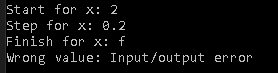 Start for x: 2
Step for x: 0.2
Finish for x: f
Wrong value: Input/output error